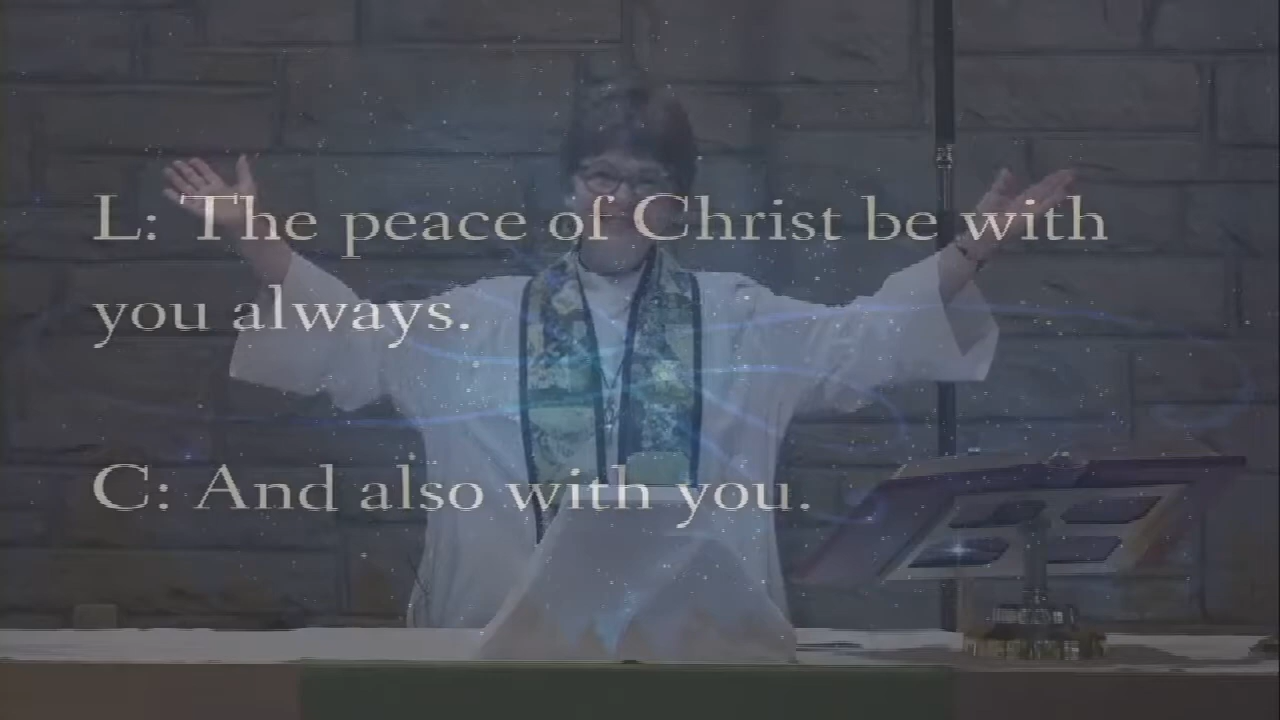 L: The peace of Christ be with
you always.
C: And also with you.